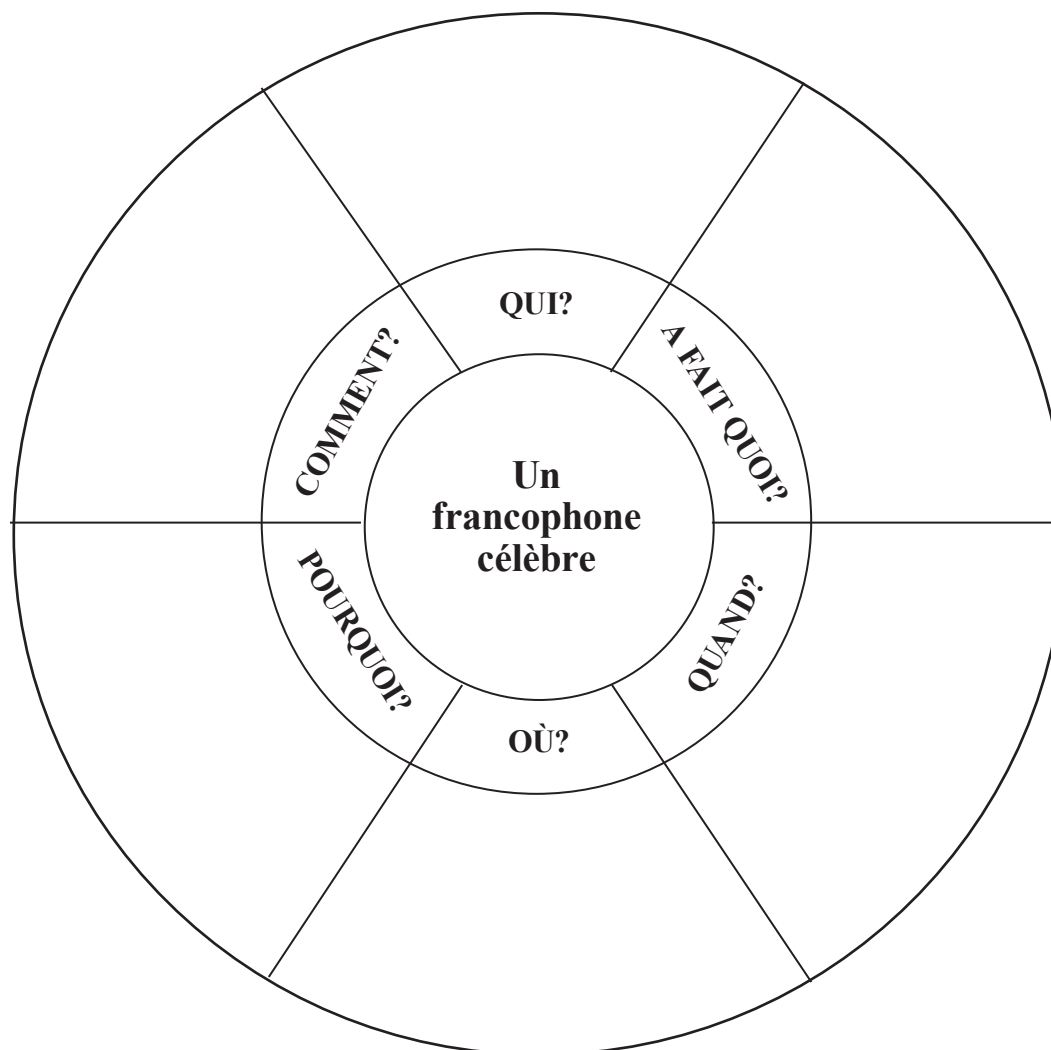 QUI?
A FAIT QUOI?
COMMENT?
Un
francophone
célèbre
POURQUOI?
QUAND?
OÙ?